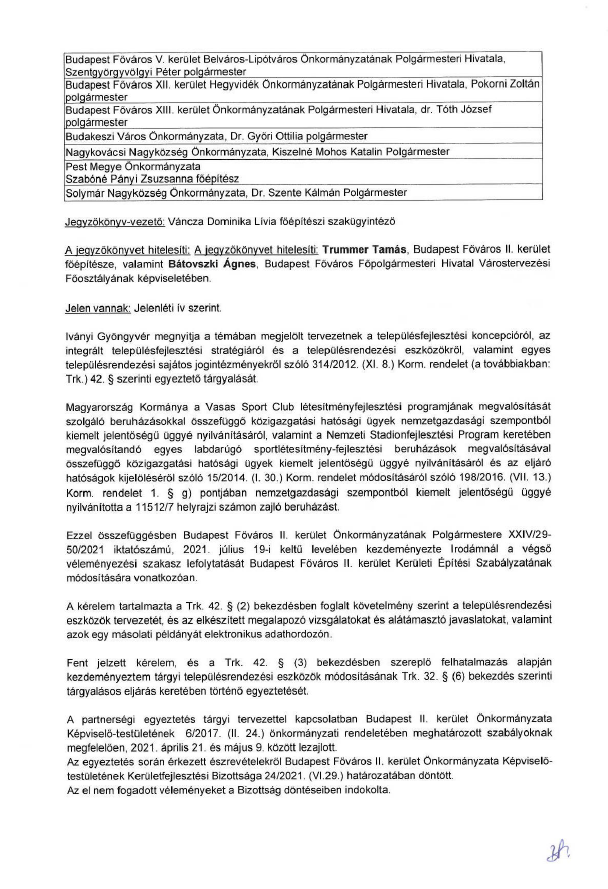 Budapest Főváros V. kerület Belváros-Lipótváros Önkormányzatának Polgármesteri Hivatala,
Szentgyörgyvölgyi Péter polgármester
Budapest Főváros XII. kerület Hegyvidék Önkormányzatának Polgármesteri Hivatala, Pokorni Zoltán
polgármester
Budapest Főváros XIII. kerület Önkormányzatának Polgármesteri Hivatala, dr. Tóth József
polgármester
Budakeszi Város Önkormányzata, Dr. Győri Ottilia polgármester
Nagykovácsi Nagyközség Önkormányzata, Kiszelné Mohos Katalin Polgármester
Pest Megye Önkormányzata
Szabóné Pányi Zsuzsanna főépítész
Solymár Nagyközség Önkormányzata, Dr. Szente Kálmán Polgármester
Jegyzőkönyv-vezető: Váncza Dominika Lívia főépítészi szakügyintéző
A jegyzőkönyvet hitelesíti: A jegyzőkönyvet hitelesíti: Trummer Tamás, Budapest Főváros II. kerület
főépítésze, valamint Bátovszki Ágnes, Budapest Főváros Főpolgármesteri Hivatal Várostervezési
Főosztályának képviseletében.
Jelen vannak: Jelenléti ív szerint.
Iványi Gyöngyvér megnyitja a témában megjelölt tervezetnek a településfejlesztési koncepcióról, az
integrált településfejlesztési stratégiáról és a településrendezési eszközökről, valamint egyes
településrendezési sajátos jogintézményekről szóló 314/2012. (XI. 8.) Korm. rendelet (a továbbiakban:
Trk.) 42. § szerinti egyeztető tárgyalását.
Magyarország Kormánya a Vasas Sport Club létesítményfejlesztési programjának megvalósítását
szolgáló beruházásokkal összefüggő közigazgatási hatósági ügyek nemzetgazdasági szempontból
kiemelt jelentőségű üggyé nyilvánításáról, valamint a Nemzeti Stadionfejlesztési Program keretében
megvalósítandó egyes labdarúgó sportlétesítmény-fejlesztési beruházások megvalósításával
összefüggő közigazgatási hatósági ügyek kiemelt jelentőségű üggyé nyilvánításáról és az eljáró
hatóságok kijelöléséről szóló 15/2014. (I. 30.) Korm. rendelet módosításáról szóló 198/2016. (VII. 13.)
Korm. rendelet 1. § g) pontjában nemzetgazdasági szempontból kiemelt jelentőségű üggyé
nyilvánította a 11512/7 helyrajzi számon zajló beruházást.
Ezzel összefüggésben Budapest Főváros II. kerület Önkormányzatának Polgármestere XXIV/29-
50/2021 iktatószámú, 2021. július 19-i keltű levelében kezdeményezte Irodámnál a végső
véleményezési szakasz lefolytatását Budapest Főváros II. kerület Kerületi Építési Szabályzatának
módosítására vonatkozóan.
A kérelem tartalmazta a Trk. 42. § (2) bekezdésben foglalt követelmény szerint a településrendezési
eszközök tervezetét, és az elkészített megalapozó vizsgálatokat és alátámasztó javaslatokat, valamint
azok egy másolati példányát elektronikus adathordozón.
Fent jelzett kérelem, és a Trk. 42. § (3) bekezdésben szereplő felhatalmazás alapján
kezdeményeztem tárgyi településrendezési eszközök módosításának Trk. 32. § (6) bekezdés szerinti
tárgyalásos eljárás keretében történő egyeztetését.
A partnerségi egyeztetés tárgyi tervezettel kapcsolatban Budapest II. kerület Önkormányzata
Képviselő-testületének 6/2017. (II. 24.) önkormányzati rendeletében meghatározott szabályoknak
megfelelően, 2021. április 21. és május 9. között lezajlott.
Az egyeztetés során érkezett észrevételekről Budapest Főváros II. kerület Önkormányzata Képviselő-
testületének Kerületfejlesztési Bizottsága 24/2021. (VI.29.) határozatában döntött.
Az el nem fogadott véleményeket a Bizottság döntéseiben indokolta.